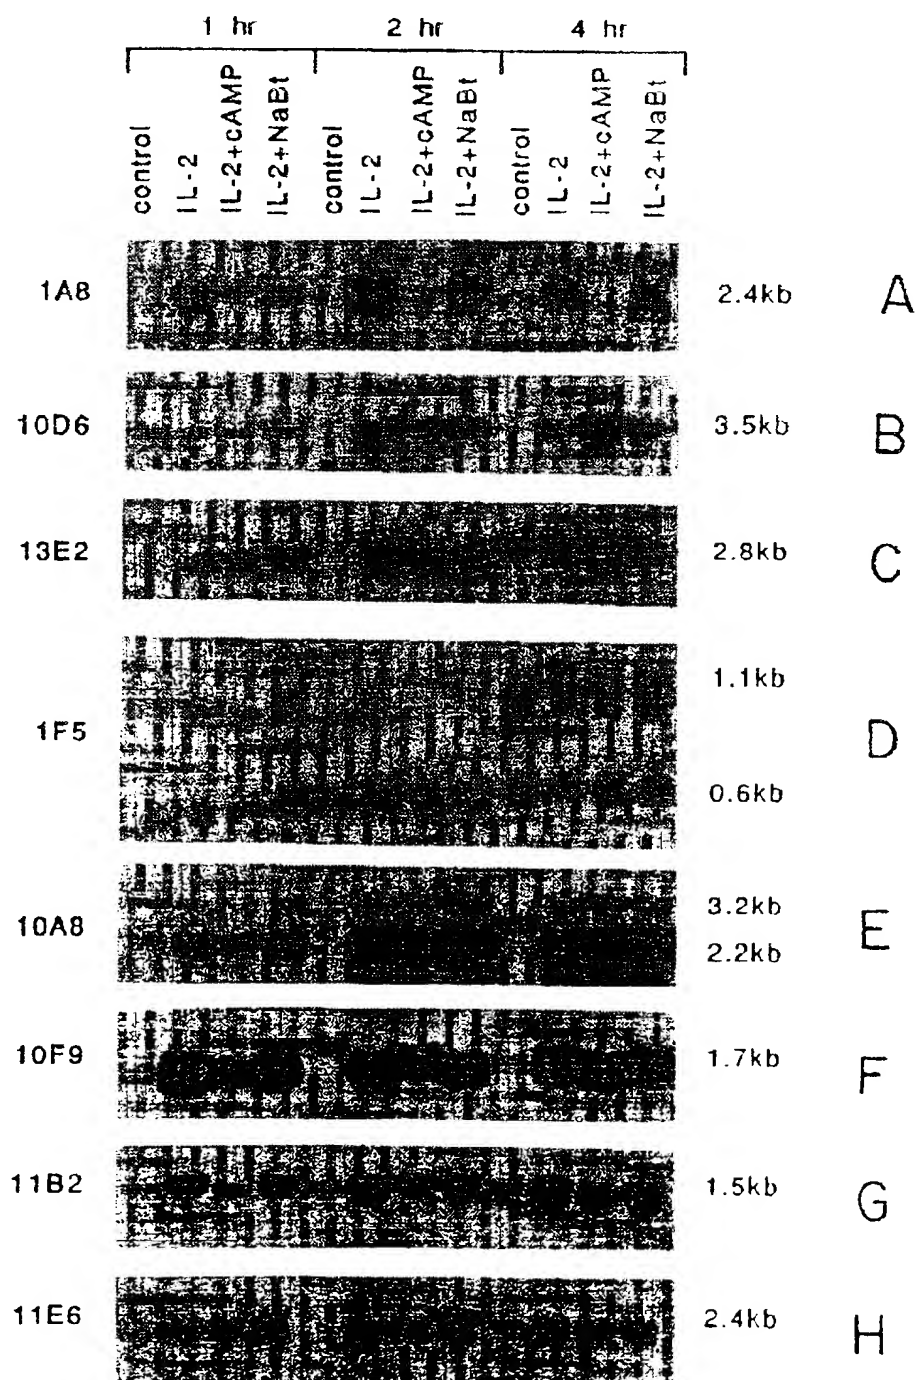 1 hr 2 hr 4 hr
control IL-2 IL-2+cAMP IL-2+NaBt control IL-2 IL-2+cAMP IL-2+NaBt control IL-2 IL-2+cAMP IL-2+NaBt
1A8 2.4kb A
10D6 3.5kb B
13E2 2.8kb C
1.1kb
1F5 D
0.6kb
3.2kb
10A8 E
2.2kb
10F9 1.7kb F
11B2 1.5kb G
11E6 2.4kb H